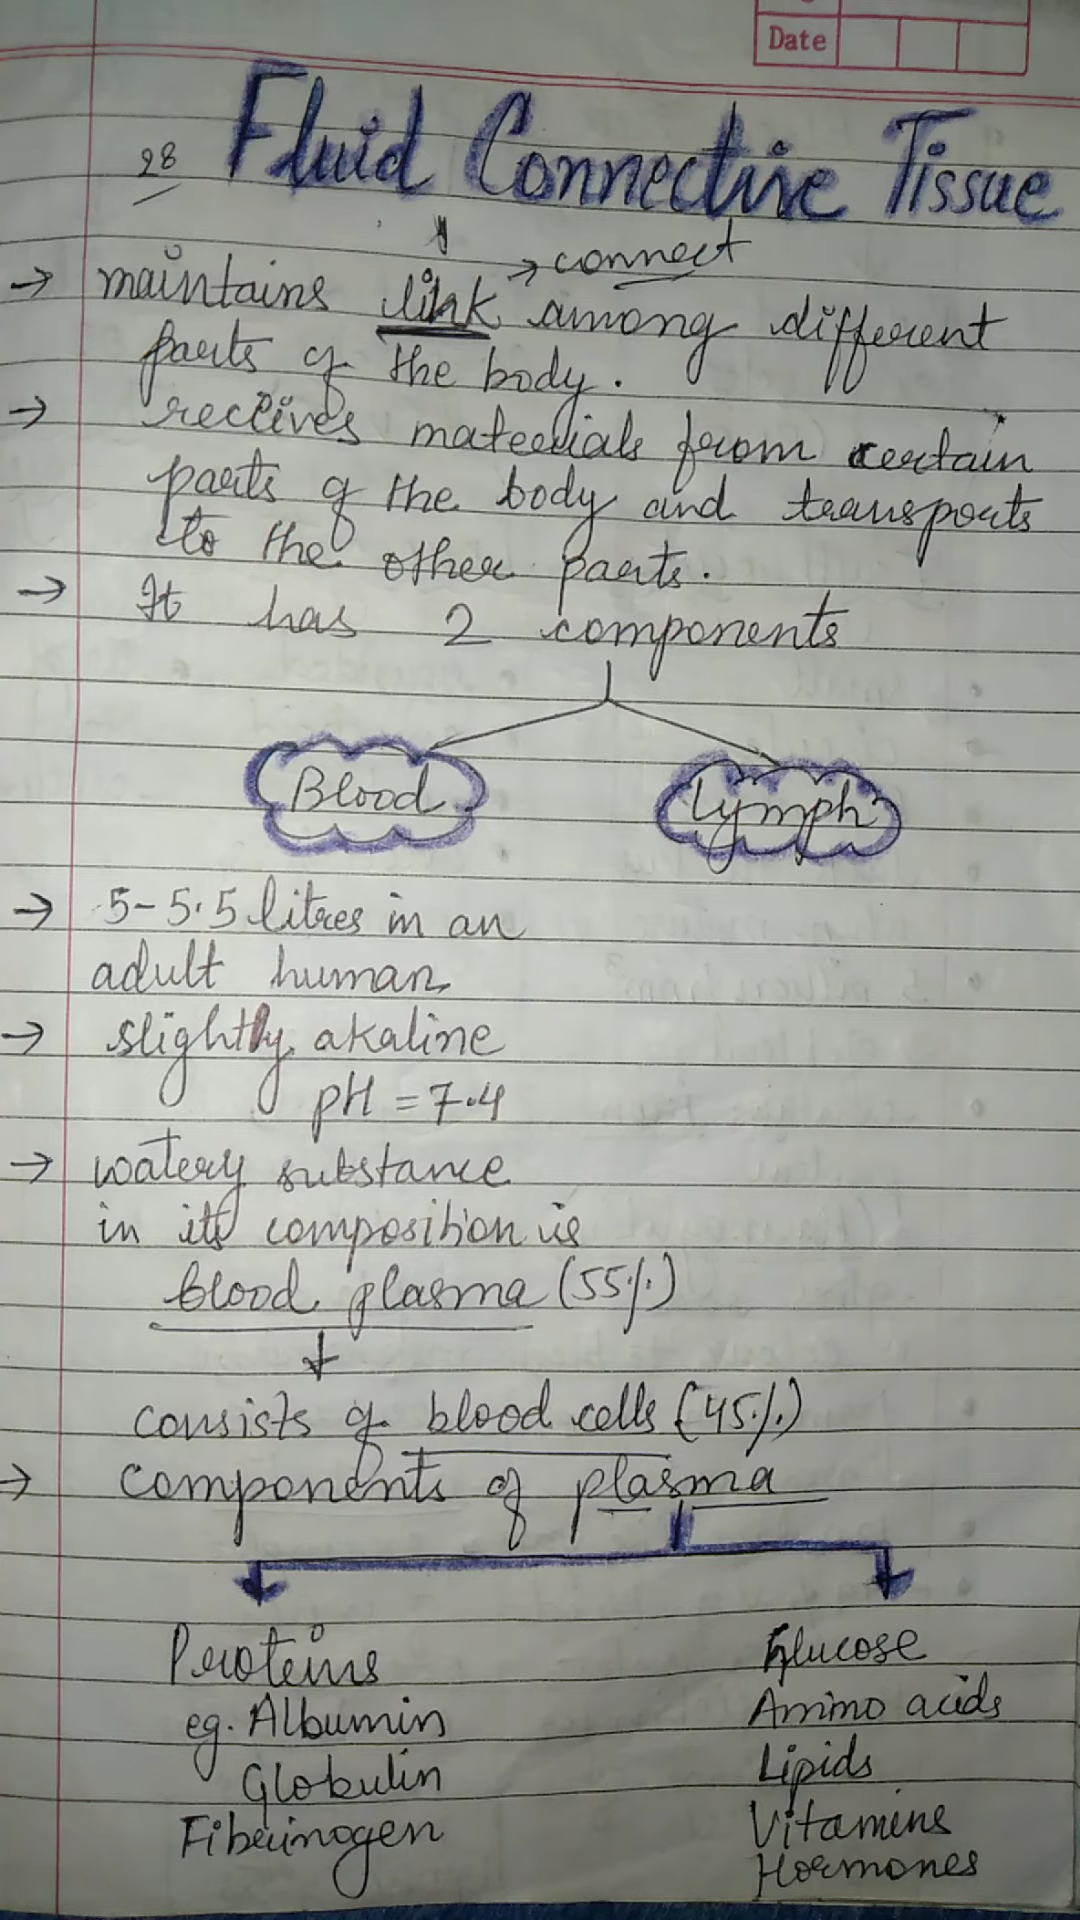 Date
28 Fluid Connective Tissue
→ connect
→ maintains link among different
parts of the body.
→ receives materials from certain
parts of the body and transports
to the other parts.
→ It has 2 components
Blood Lymph
→ 5-5.5 litres in an
adult human
→ slightly akaline
pH = 7.4
→ watery substance
in its composition is
blood plasma (55%)
consists of blood cells (45%)
→ components of plasma
Proteins Glucose
eg. Albumin Amino acids
Globulin Lipids
Fibrinogen Vitamins
Hormones